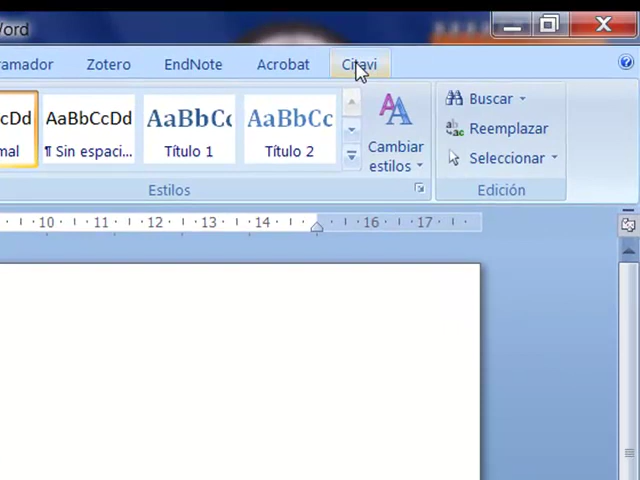 Word
ramador Zotero EndNote Acrobat Citavi
cDd AaBbCcDd AaBbCc AaBbCc Buscar
Cambiar estilos Reemplazar
mal ¶ Sin espaci... Título 1 Título 2 Seleccionar
Estilos Edición
10 11 12 13 14 16 17